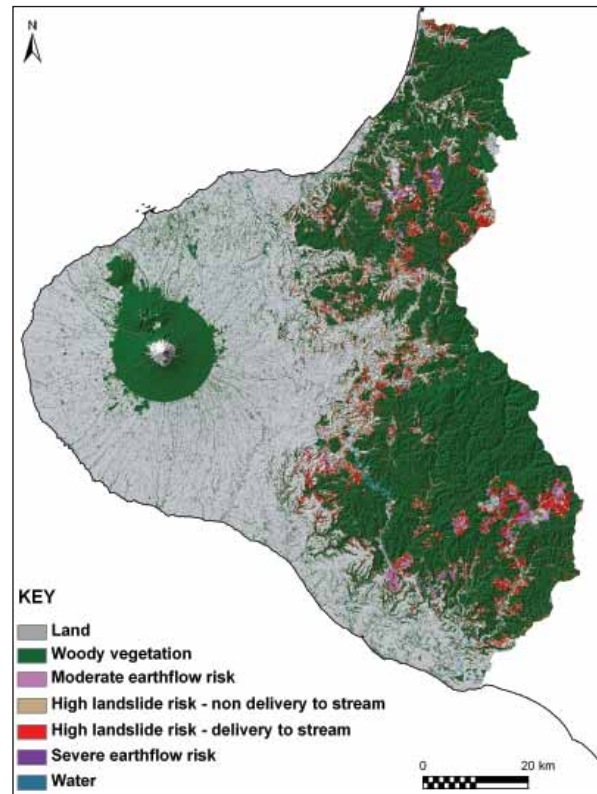 N
KEY
Land
Woody vegetation
Moderate earthflow risk
High landslide risk - non delivery to stream
High landslide risk - delivery to stream
Severe earthflow risk
Water
0 20 km